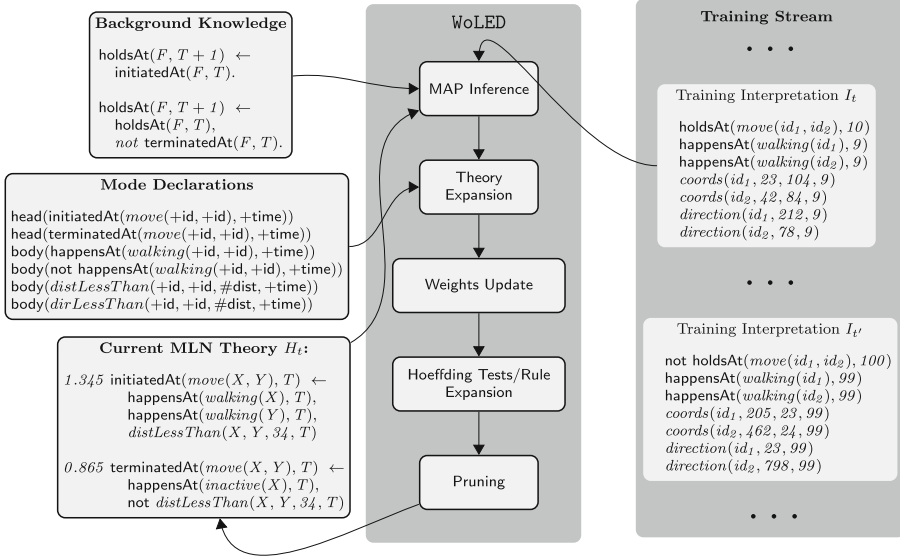 Background Knowledge
holdsAt(F, T + 1) ←
initiatedAt(F, T).
holdsAt(F, T + 1) ←
holdsAt(F, T),
not terminatedAt(F, T).
Mode Declarations
head(initiatedAt(move(+id, +id), +time))
head(terminatedAt(move(+id, +id), +time))
body(happensAt(walking(+id, +id), +time))
body(not happensAt(walking(+id, +id), +time))
body(distLessThan(+id, +id, #dist, +time))
body(dirLessThan(+id, +id, #dist, +time))
Current MLN Theory Hₜ:
1.345 initiatedAt(move(X, Y), T) ←
happensAt(walking(X), T),
happensAt(walking(Y), T),
distLessThan(X, Y, 34, T)
0.865 terminatedAt(move(X, Y), T) ←
happensAt(inactive(X), T),
not distLessThan(X, Y, 34, T)
WoLED
MAP Inference
Theory
Expansion
Weights Update
Hoeffding Tests/Rule
Expansion
Pruning
Training Stream
• • •
Training Interpretation Iₜ
holdsAt(move(id₁, id₂), 10)
happensAt(walking(id₁), 9)
happensAt(walking(id₂), 9)
coords(id₁, 23, 104, 9)
coords(id₂, 42, 84, 9)
direction(id₁, 212, 9)
direction(id₂, 78, 9)
• • •
Training Interpretation Iₜ′
not holdsAt(move(id₁, id₂), 100)
happensAt(walking(id₁), 99)
happensAt(walking(id₂), 99)
coords(id₁, 205, 23, 99)
coords(id₂, 462, 24, 99)
direction(id₁, 23, 99)
direction(id₂, 798, 99)
• • •